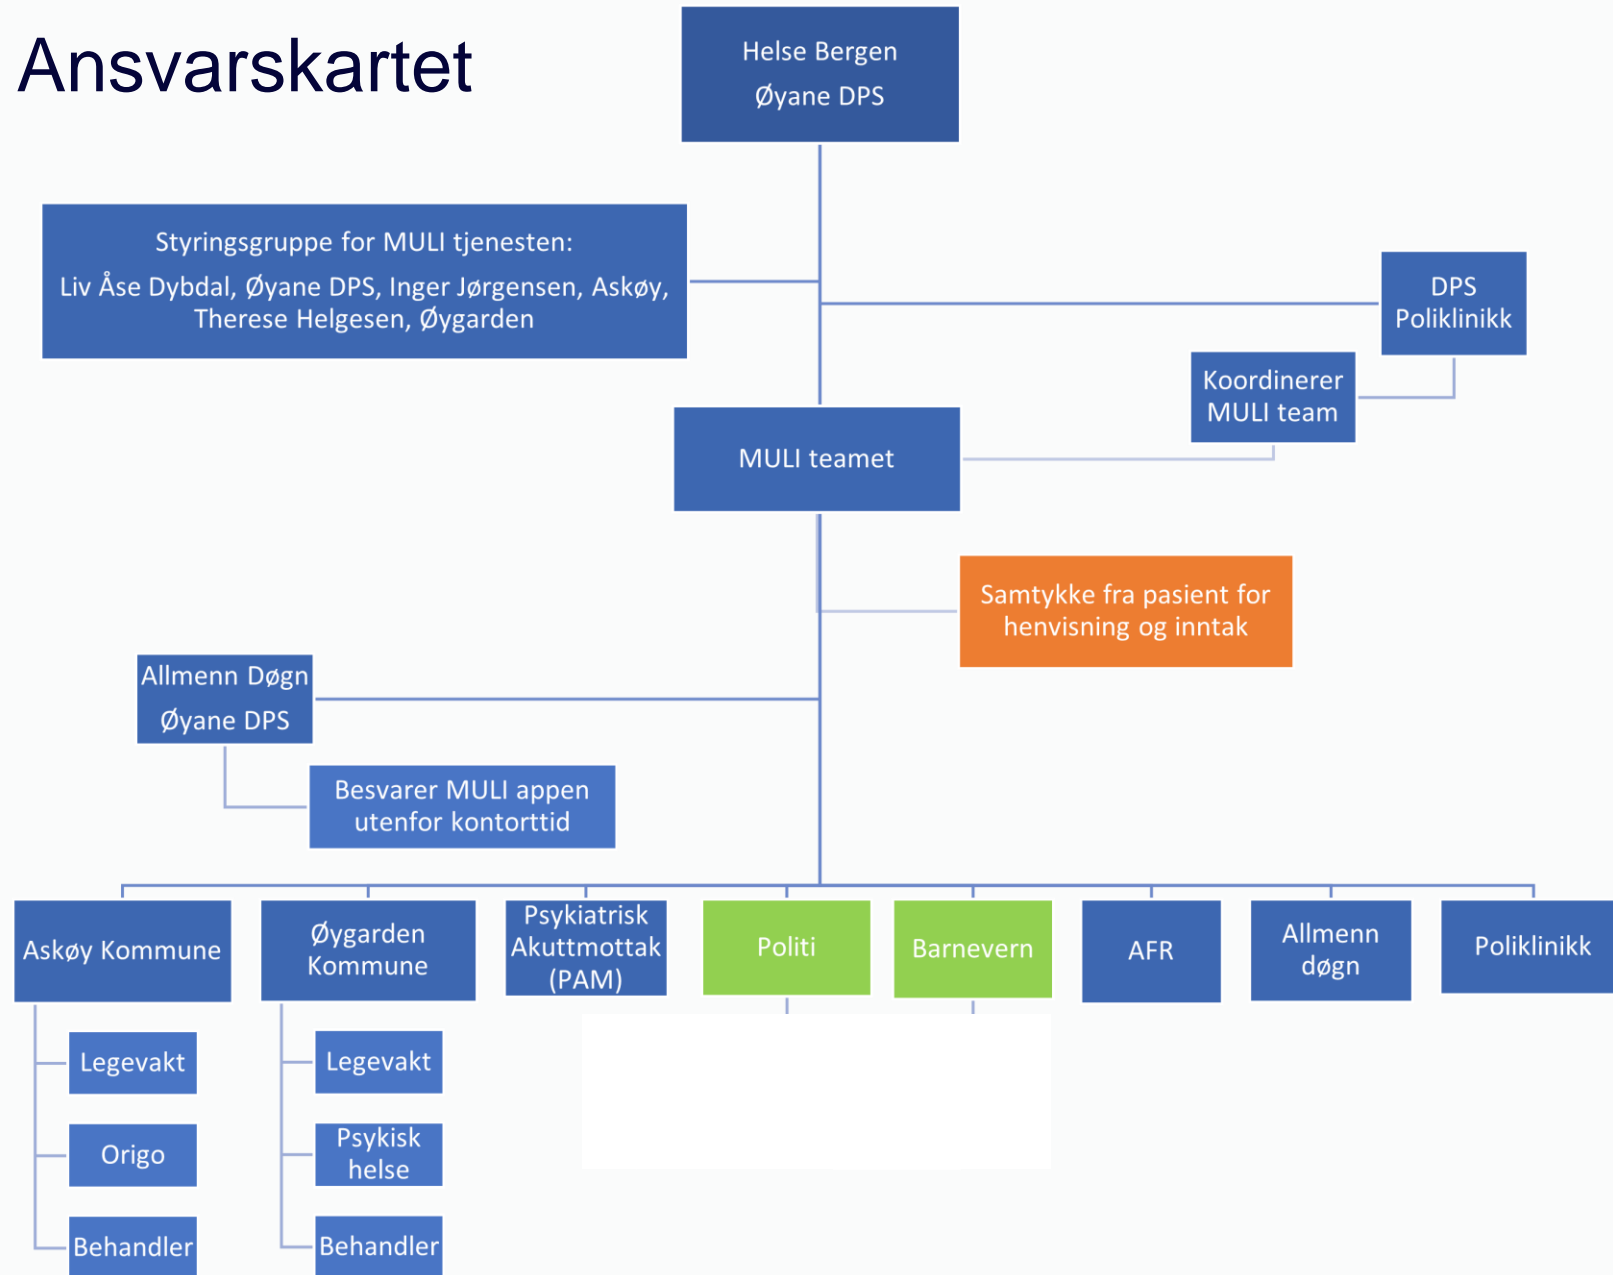 Ansvarskartet
Helse Bergen
Øyane DPS
Styringsgruppe for MULI tjenesten:
Liv Åse Dybdal, Øyane DPS, Inger Jørgensen, Askøy,
Therese Helgesen, Øygarden
DPS
Poliklinikk
Koordinerer
MULI team
MULI teamet
Samtykke fra pasient for
henvisning og inntak
Allmenn Døgn
Øyane DPS
Besvarer MULI appen
utenfor kontorttid
Askøy Kommune
Øygarden
Kommune
Psykiatrisk
Akuttmottak
(PAM)
Politi
Barnevern
AFR
Allmenn
døgn
Poliklinikk
Legevakt
Origo
Behandler
Legevakt
Psykisk
helse
Behandler